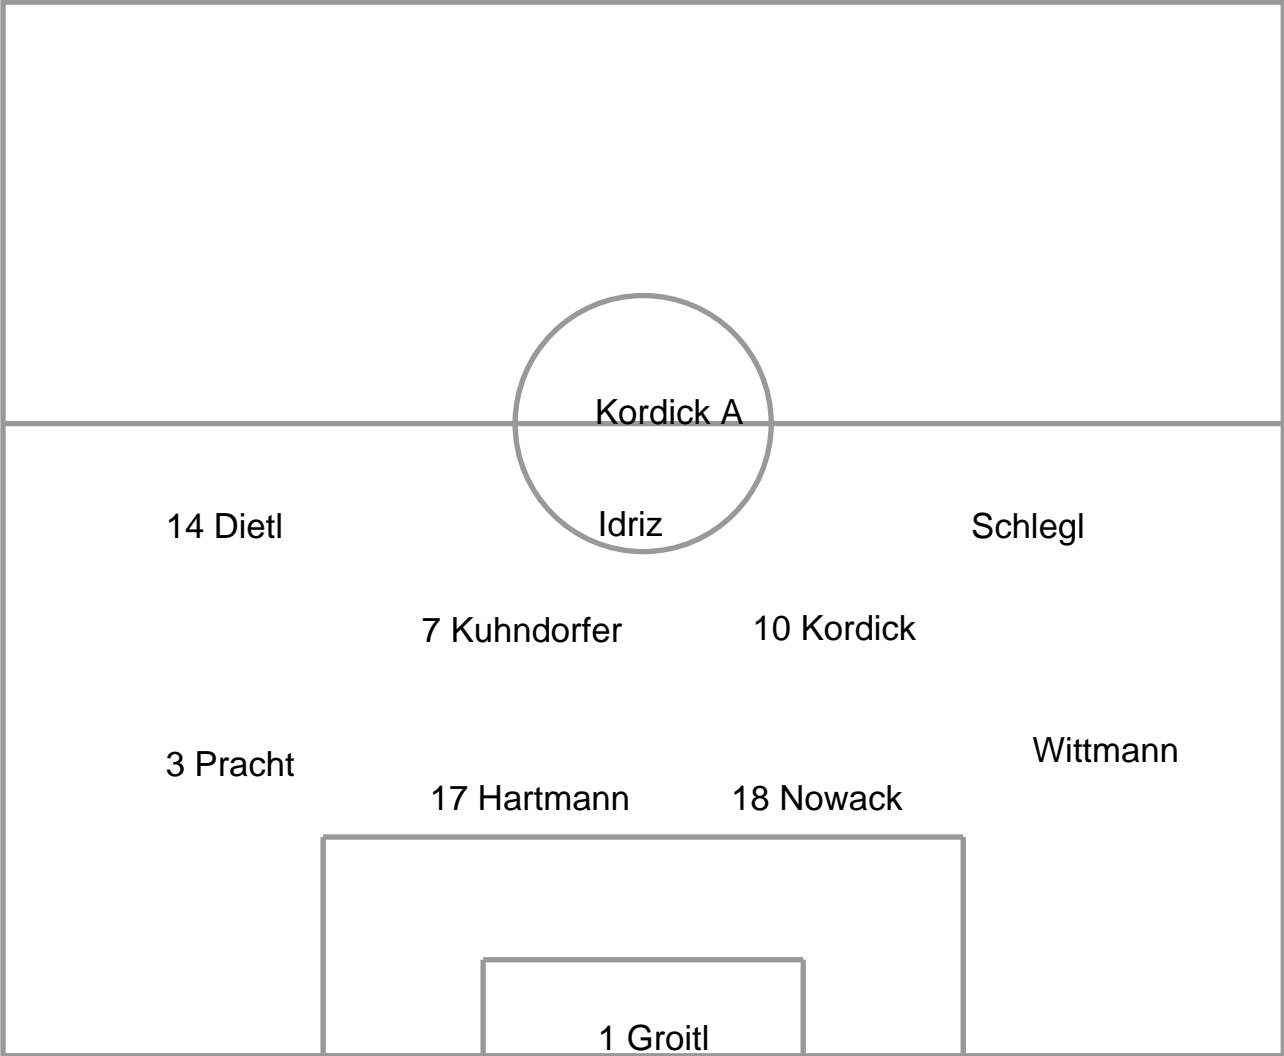 Kordick A
14 Dietl
Idriz
Schlegl
7 Kuhndorfer
10 Kordick
3 Pracht
Wittmann
17 Hartmann
18 Nowack
1 Groitl